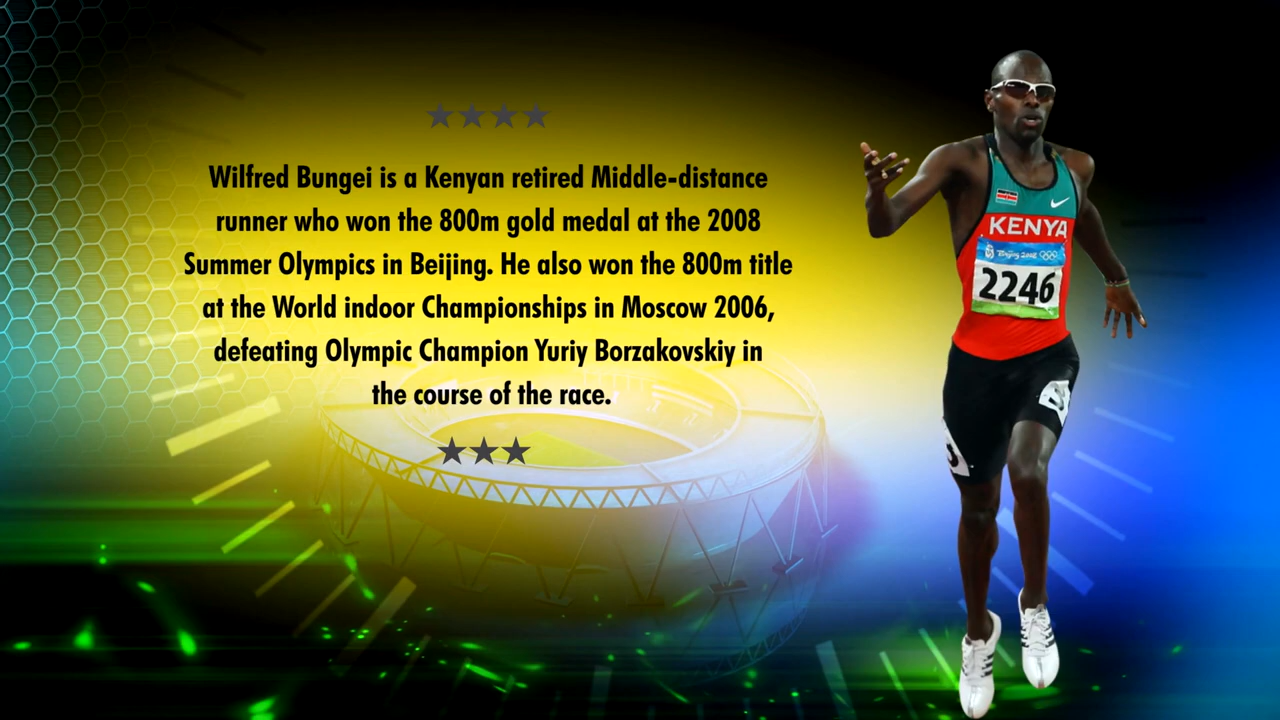 Wilfred Bungei is a Kenyan retired Middle-distance
runner who won the 800m gold medal at the 2008
Summer Olympics in Beijing. He also won the 800m title
at the World indoor Championships in Moscow 2006,
defeating Olympic Champion Yuriy Borzakovskiy in
the course of the race.
KENYA
Beijing 2008
2246